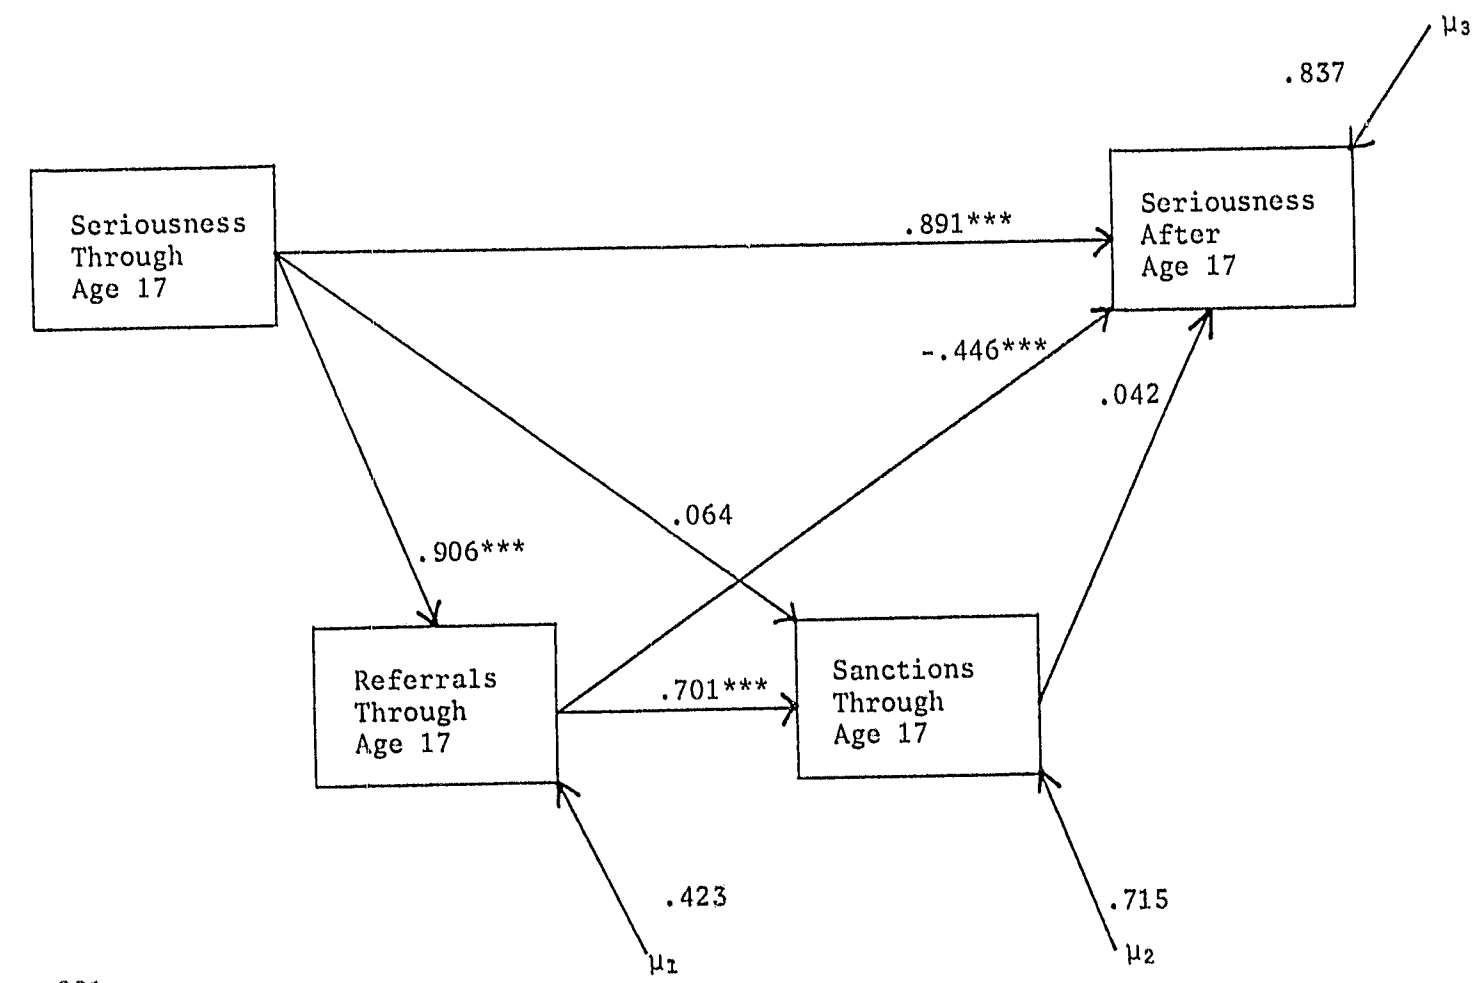 μ3
.837
Seriousness
Through
Age 17
.891***
Seriousness
After
Age 17
-.446***
.042
.064
.906***
Referrals
Through
Age 17
.701***
Sanctions
Through
Age 17
.423
μ1
.715
μ2